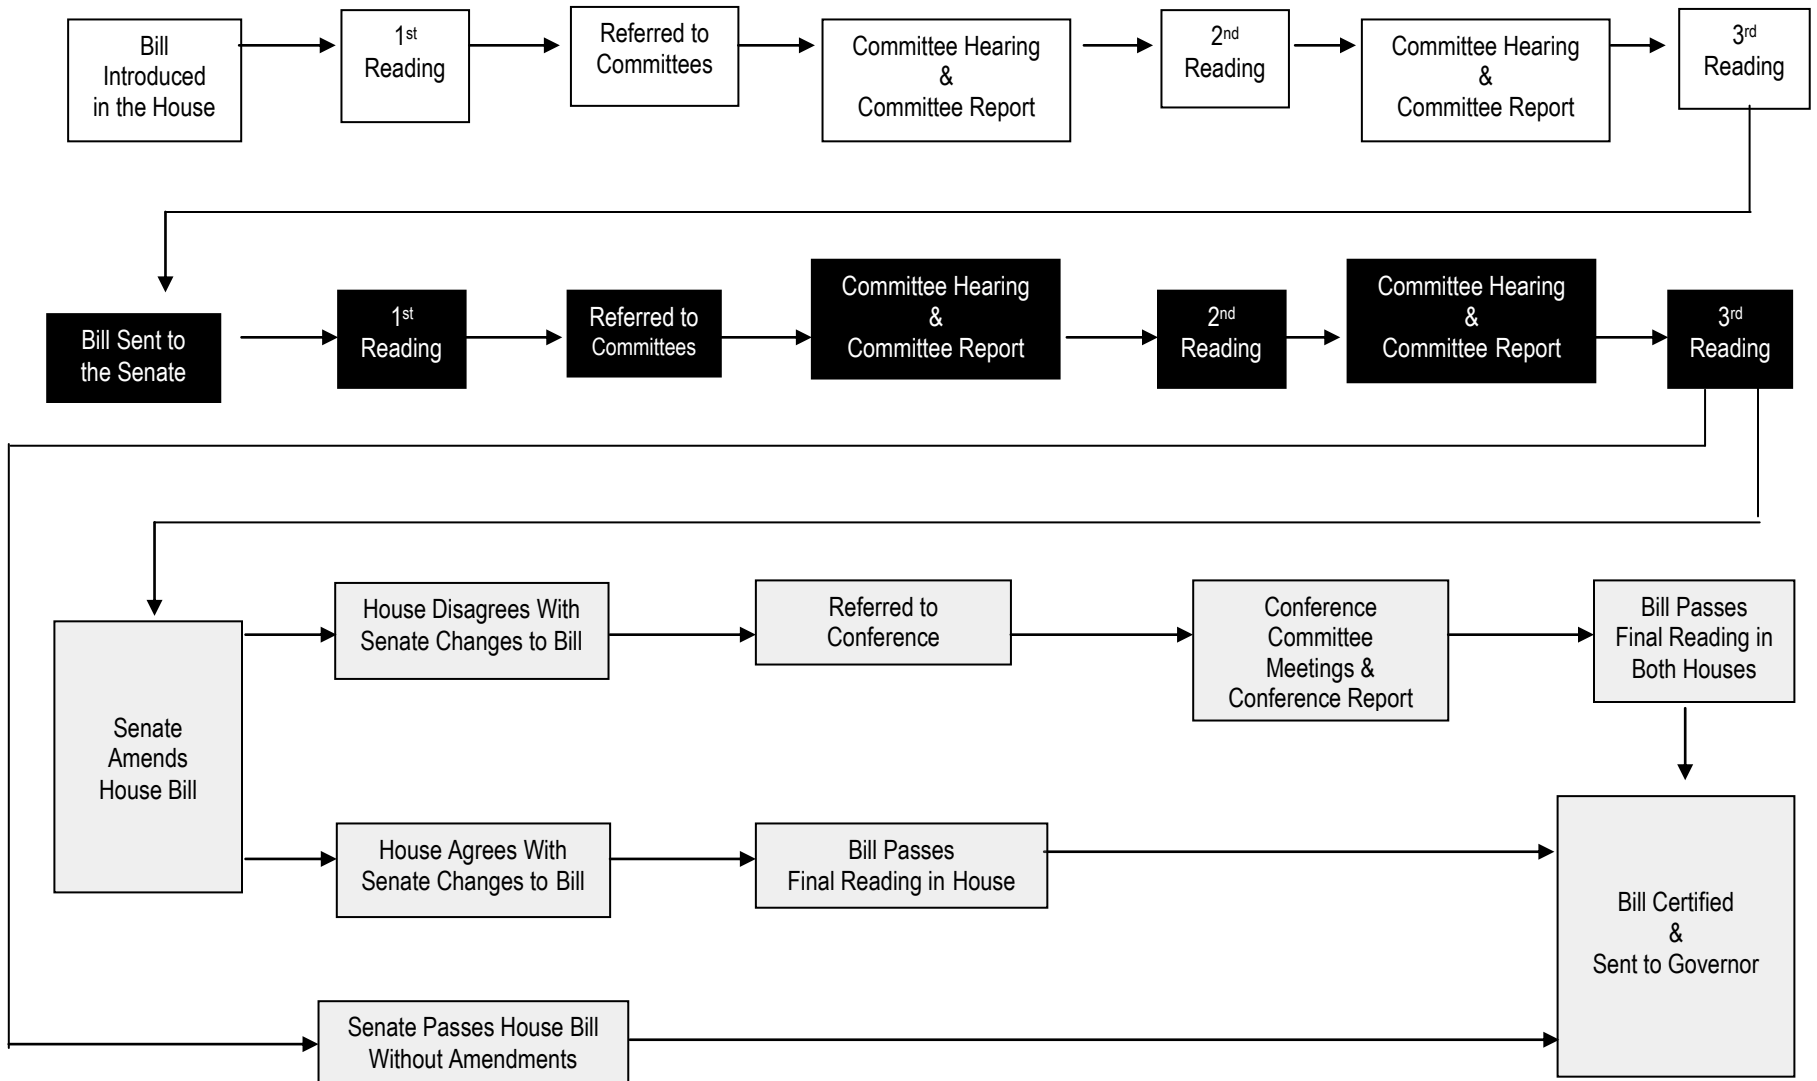 Bill
Introduced
in the House
1st
Reading
Referred to
Committees
Committee Hearing
&
Committee Report
2nd
Reading
Committee Hearing
&
Committee Report
3rd
Reading
Bill Sent to
the Senate
1st
Reading
Referred to
Committees
Committee Hearing
&
Committee Report
2nd
Reading
Committee Hearing
&
Committee Report
3rd
Reading
Senate
Amends
House Bill
House Disagrees With
Senate Changes to Bill
Referred to
Conference
Conference
Committee
Meetings &
Conference Report
Bill Passes
Final Reading in
Both Houses
House Agrees With
Senate Changes to Bill
Bill Passes
Final Reading in House
Bill Certified
&
Sent to Governor
Senate Passes House Bill
Without Amendments